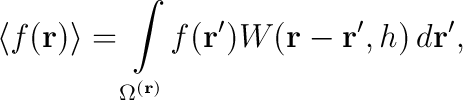 ⟨f(𝐫)⟩ = ∫_{Ω^{(𝐫)}} f(𝐫′)W(𝐫 − 𝐫′, h) d𝐫′,